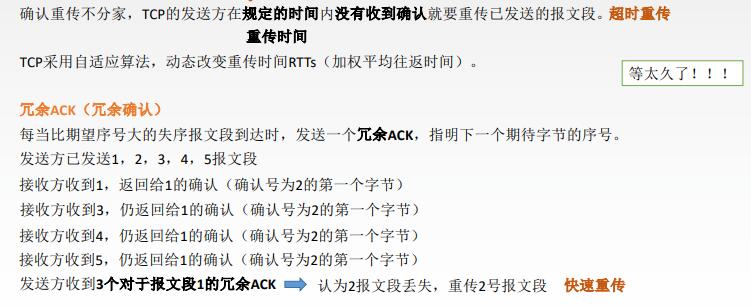 确认重传不分家，TCP的发送方在规定的时间内没有收到确认就要重传已发送的报文段。超时重传
重传时间
TCP采用自适应算法，动态改变重传时间RTTs（加权平均往返时间）。
等太久了！！！
冗余ACK（冗余确认）
每当比期望序号大的失序报文段到达时，发送一个冗余ACK，指明下一个期待字节的序号。
发送方已发送1，2，3，4，5报文段
接收方收到1，返回给1的确认（确认号为2的第一个字节）
接收方收到3，仍返回给1的确认（确认号为2的第一个字节）
接收方收到4，仍返回给1的确认（确认号为2的第一个字节）
接收方收到5，仍返回给1的确认（确认号为2的第一个字节）
发送方收到3个对于报文段1的冗余ACK 认为2报文段丢失，重传2号报文段 快速重传